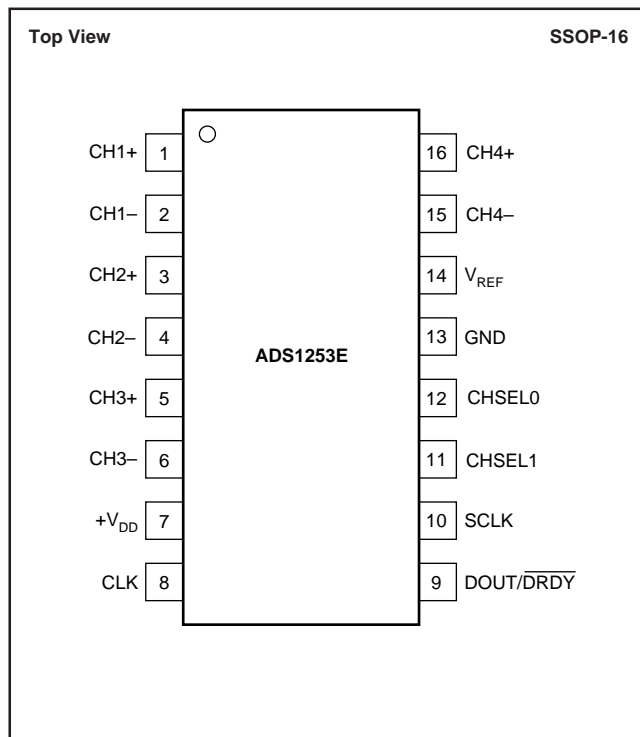 Top View SSOP-16
CH1+ 1 16 CH4+
CH1– 2 15 CH4–
CH2+ 3 14 VREF
CH2– 4 13 GND
ADS1253E
CH3+ 5 12 CHSEL0
CH3– 6 11 CHSEL1
+VDD 7 10 SCLK
CLK 8 9 DOUT/D̅R̅D̅Y̅